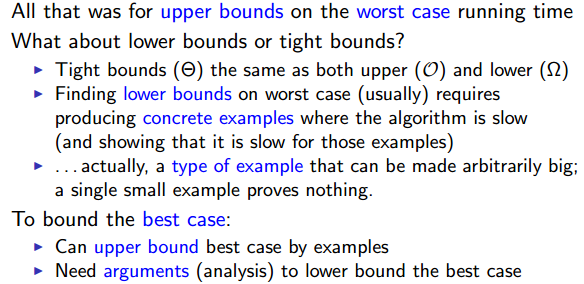 All that was for upper bounds on the worst case running time
What about lower bounds or tight bounds?
▶ Tight bounds (Θ) the same as both upper (𝒪) and lower (Ω)
▶ Finding lower bounds on worst case (usually) requires
producing concrete examples where the algorithm is slow
(and showing that it is slow for those examples)
▶ ...actually, a type of example that can be made arbitrarily big;
a single small example proves nothing.
To bound the best case:
▶ Can upper bound best case by examples
▶ Need arguments (analysis) to lower bound the best case